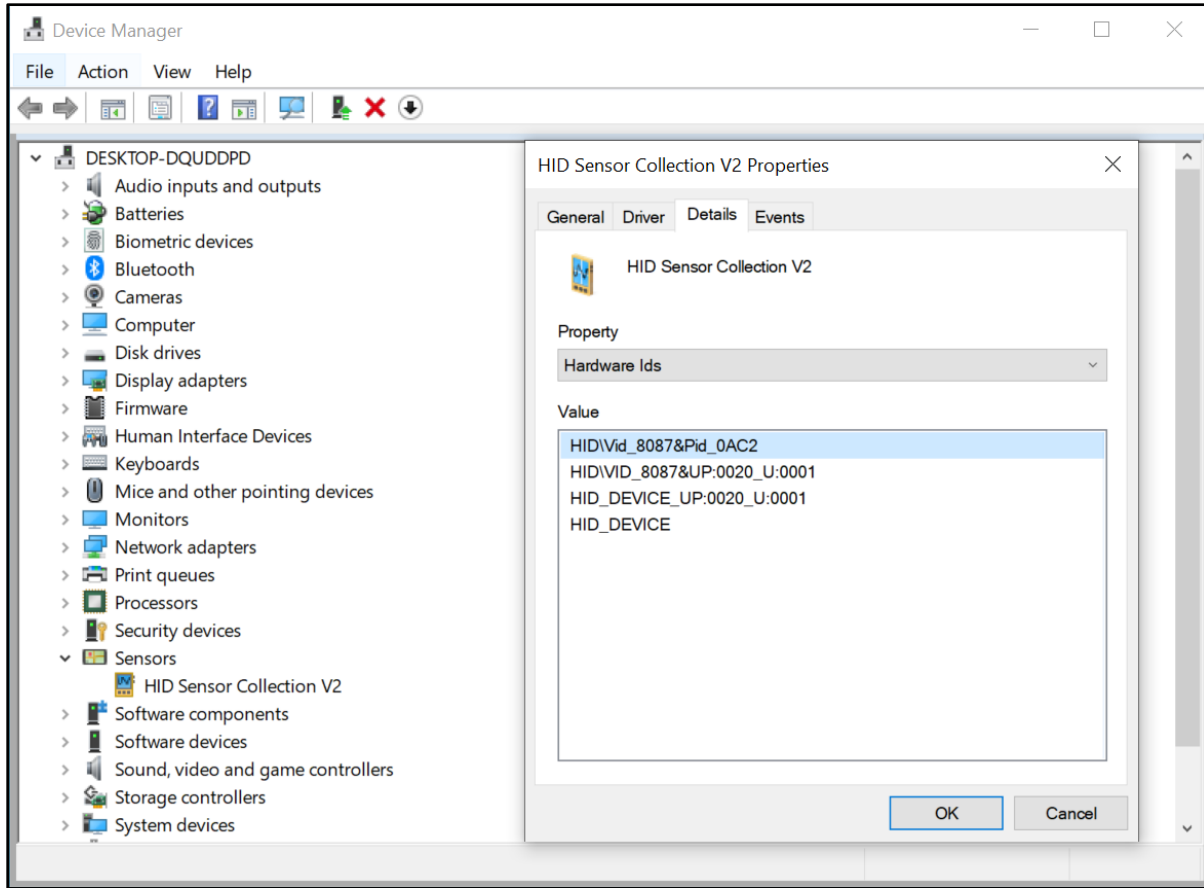 Device Manager
File Action View Help
DESKTOP-DQUDDPD
Audio inputs and outputs
Batteries
Biometric devices
Bluetooth
Cameras
Computer
Disk drives
Display adapters
Firmware
Human Interface Devices
Keyboards
Mice and other pointing devices
Monitors
Network adapters
Print queues
Processors
Security devices
Sensors
HID Sensor Collection V2
Software components
Software devices
Sound, video and game controllers
Storage controllers
System devices
HID Sensor Collection V2 Properties
General Driver Details Events
HID Sensor Collection V2
Property
Hardware Ids
Value
HID\Vid_8087&Pid_0AC2
HID\VID_8087&UP:0020_U:0001
HID_DEVICE_UP:0020_U:0001
HID_DEVICE
OK Cancel